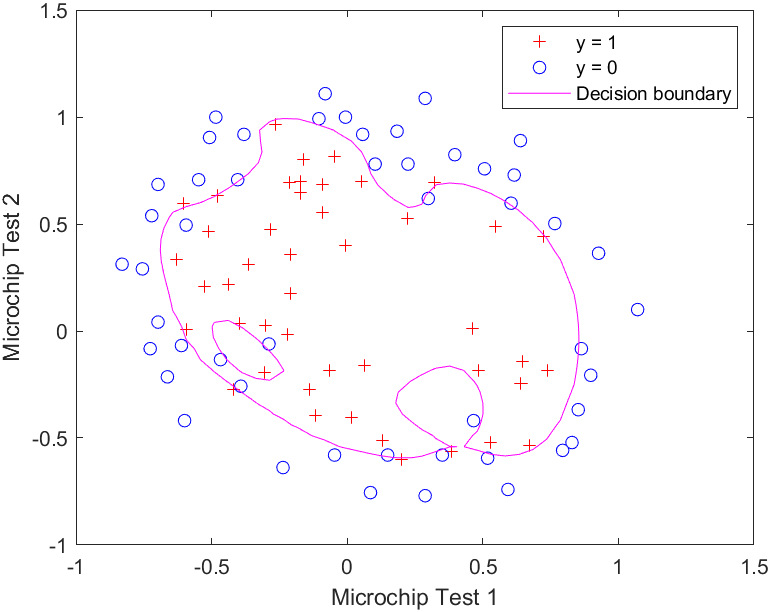 1.5
1
0.5
0
-0.5
-1
-1
-0.5
0
0.5
1
1.5
Microchip Test 1
Microchip Test 2
y = 1
y = 0
Decision boundary